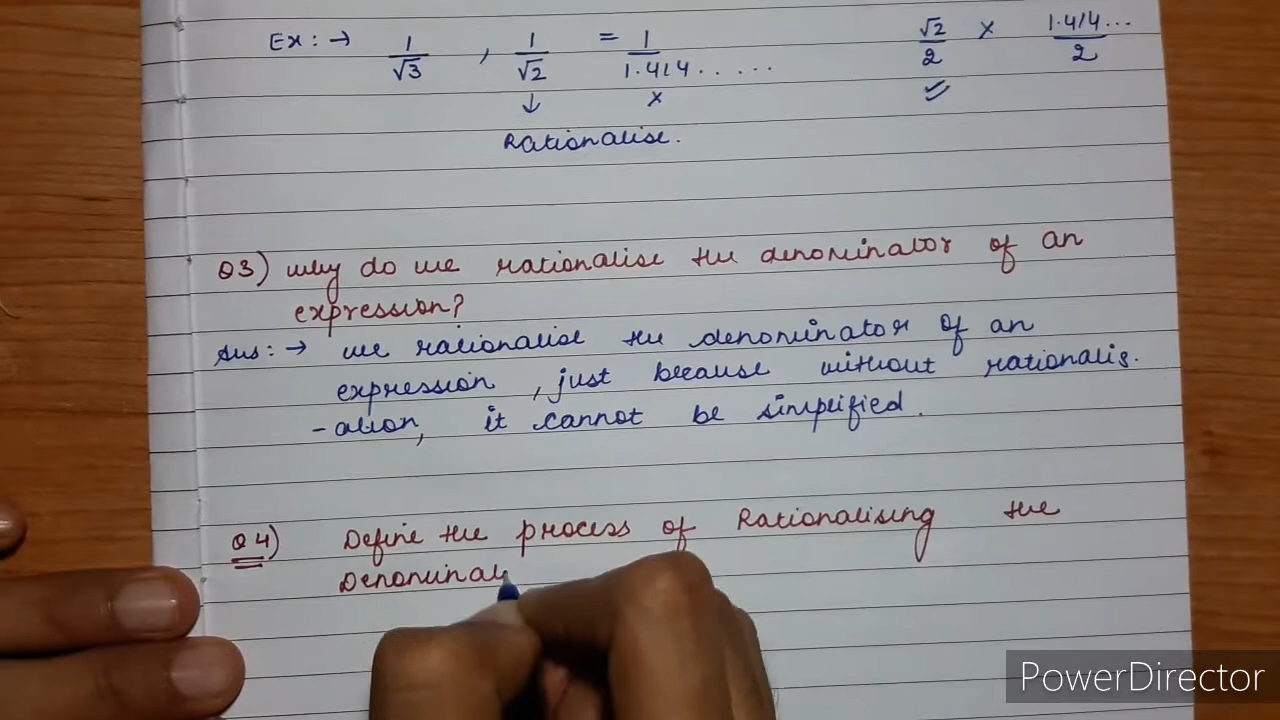 Ex: → 1/√3 , 1/√2 = 1/1.414..... √2/2 × 1.414.../2
↓ ×
Rationalise.
Q3) why do we rationalise the denominator of an
expression?
Ans: → we rationalise the denominator of an
expression, just because without rationalis.
-ation, it cannot be simplified.
Q4) Define the process of Rationalising the
Denominat
PowerDirector